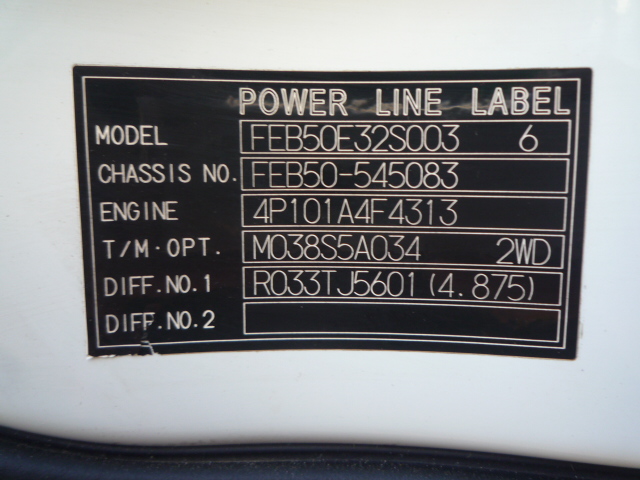 POWER LINE LABEL
MODEL FEB50E32S003 6
CHASSIS NO. FEB50-545083
ENGINE 4P101A4F4313
T/M·OPT. M038S5A034 2WD
DIFF.NO.1 R033TJ5601(4.875)
DIFF.NO.2